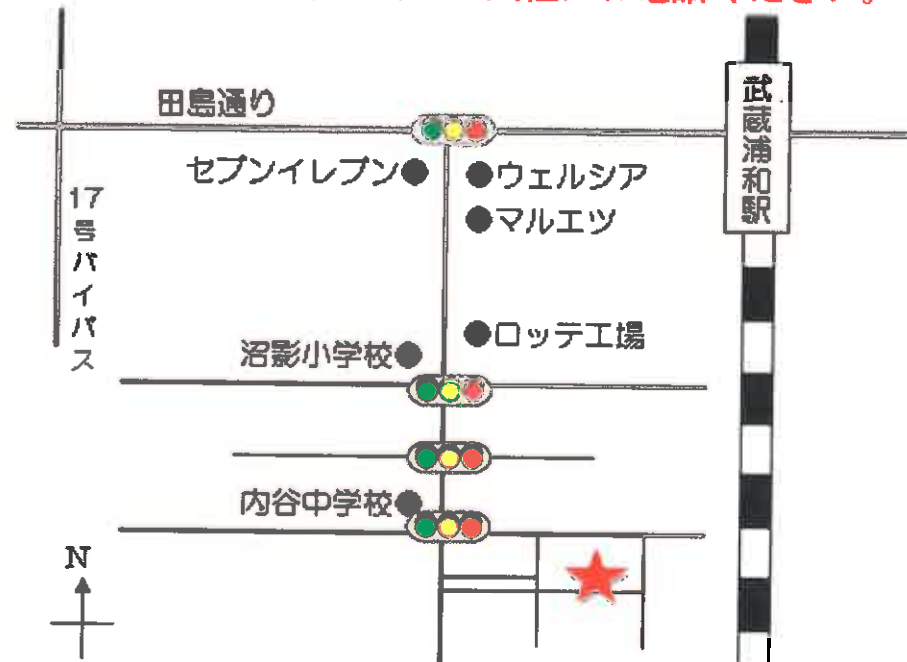 田島通り
武蔵浦和駅
セブンイレブン
ウェルシア
マルエツ
17号バイパス
ロッテ工場
沼影小学校
内谷中学校
N